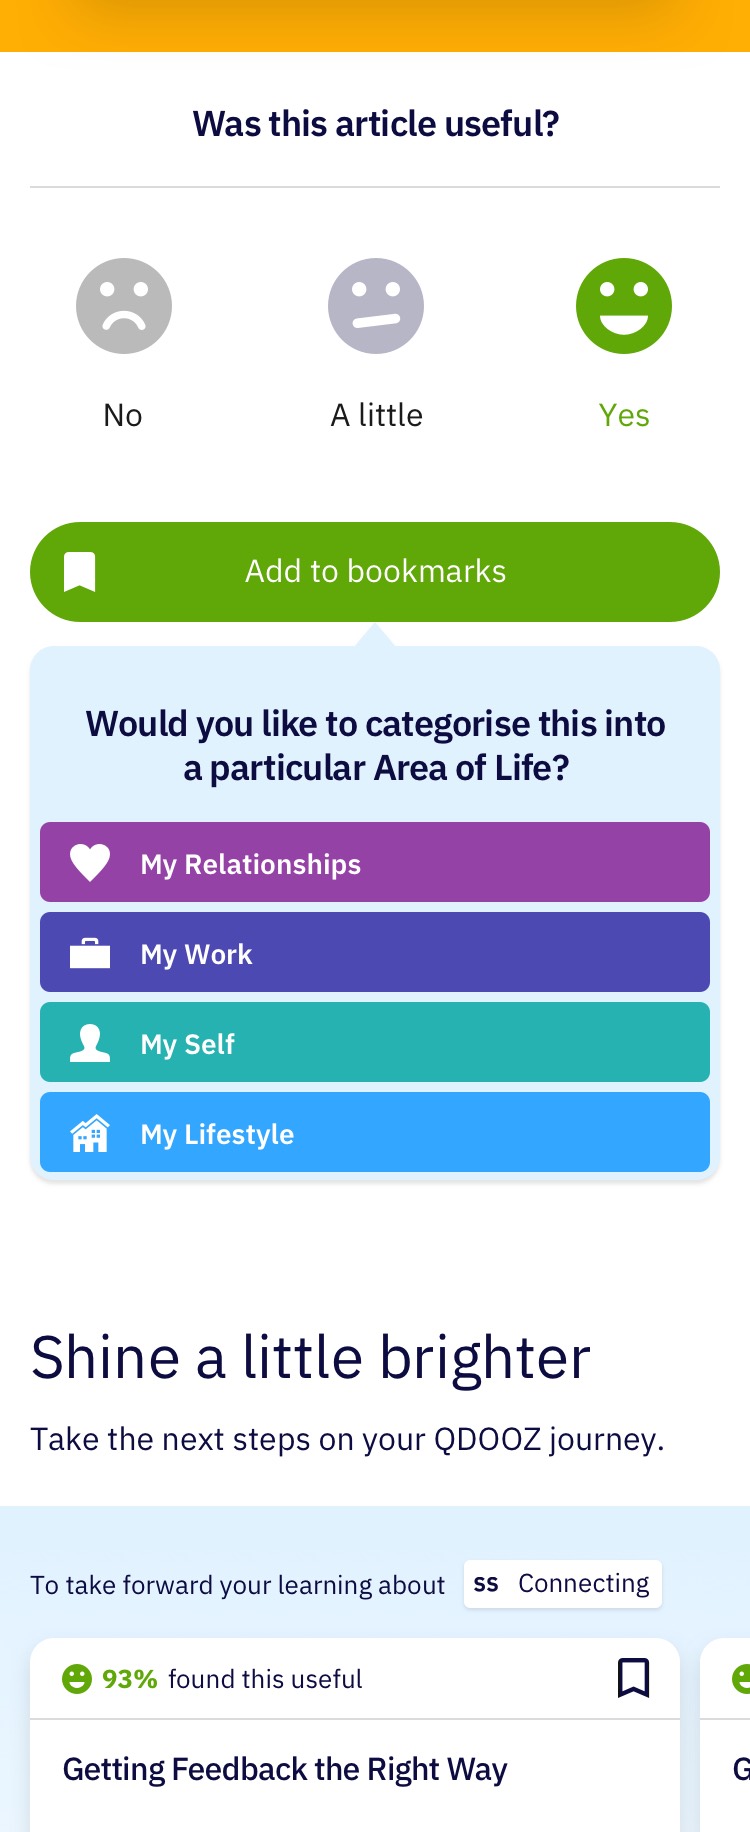 Was this article useful?
No
A little
Yes
Add to bookmarks
Would you like to categorise this into
a particular Area of Life?
My Relationships
My Work
My Self
My Lifestyle
Shine a little brighter
Take the next steps on your QDOOZ journey.
To take forward your learning about ss Connecting
93% found this useful
Getting Feedback the Right Way